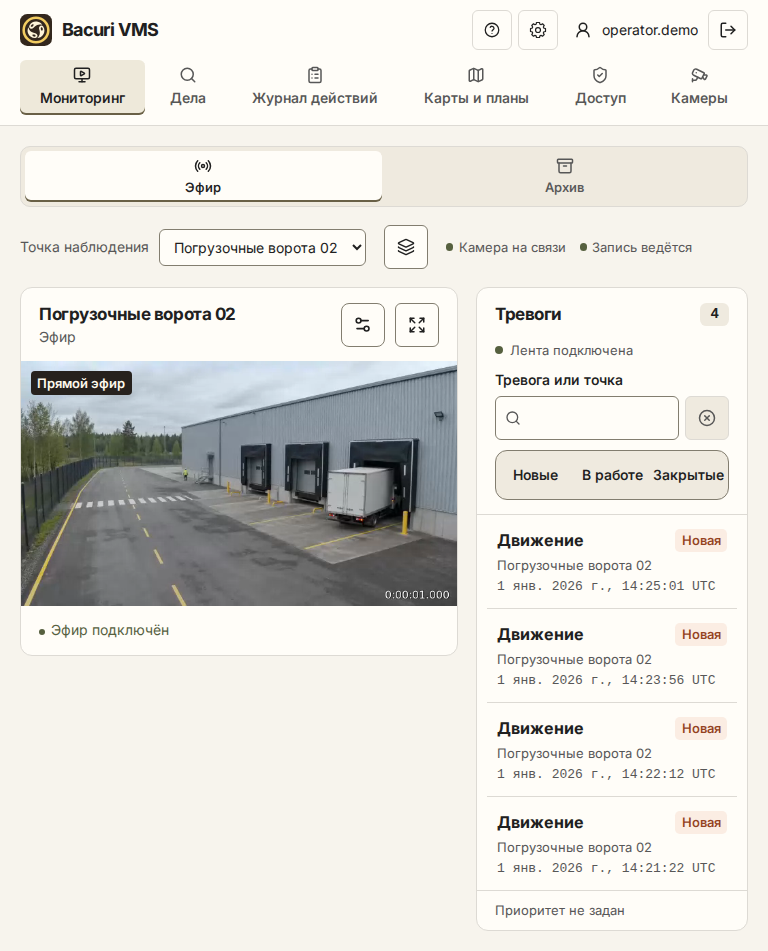 Bacuri VMS
operator.demo
Мониторинг
Дела
Журнал действий
Карты и планы
Доступ
Камеры
Эфир
Архив
Точка наблюдения
Погрузочные ворота 02
Камера на связи
Запись ведётся
Погрузочные ворота 02
Эфир
Прямой эфир
0:00:01.000
Эфир подключён
Тревоги
4
Лента подключена
Тревога или точка
Новые
В работе
Закрытые
Движение
Новая
Погрузочные ворота 02
1 янв. 2026 г., 14:25:01 UTC
Движение
Новая
Погрузочные ворота 02
1 янв. 2026 г., 14:23:56 UTC
Движение
Новая
Погрузочные ворота 02
1 янв. 2026 г., 14:22:12 UTC
Движение
Новая
Погрузочные ворота 02
1 янв. 2026 г., 14:21:22 UTC
Приоритет не задан